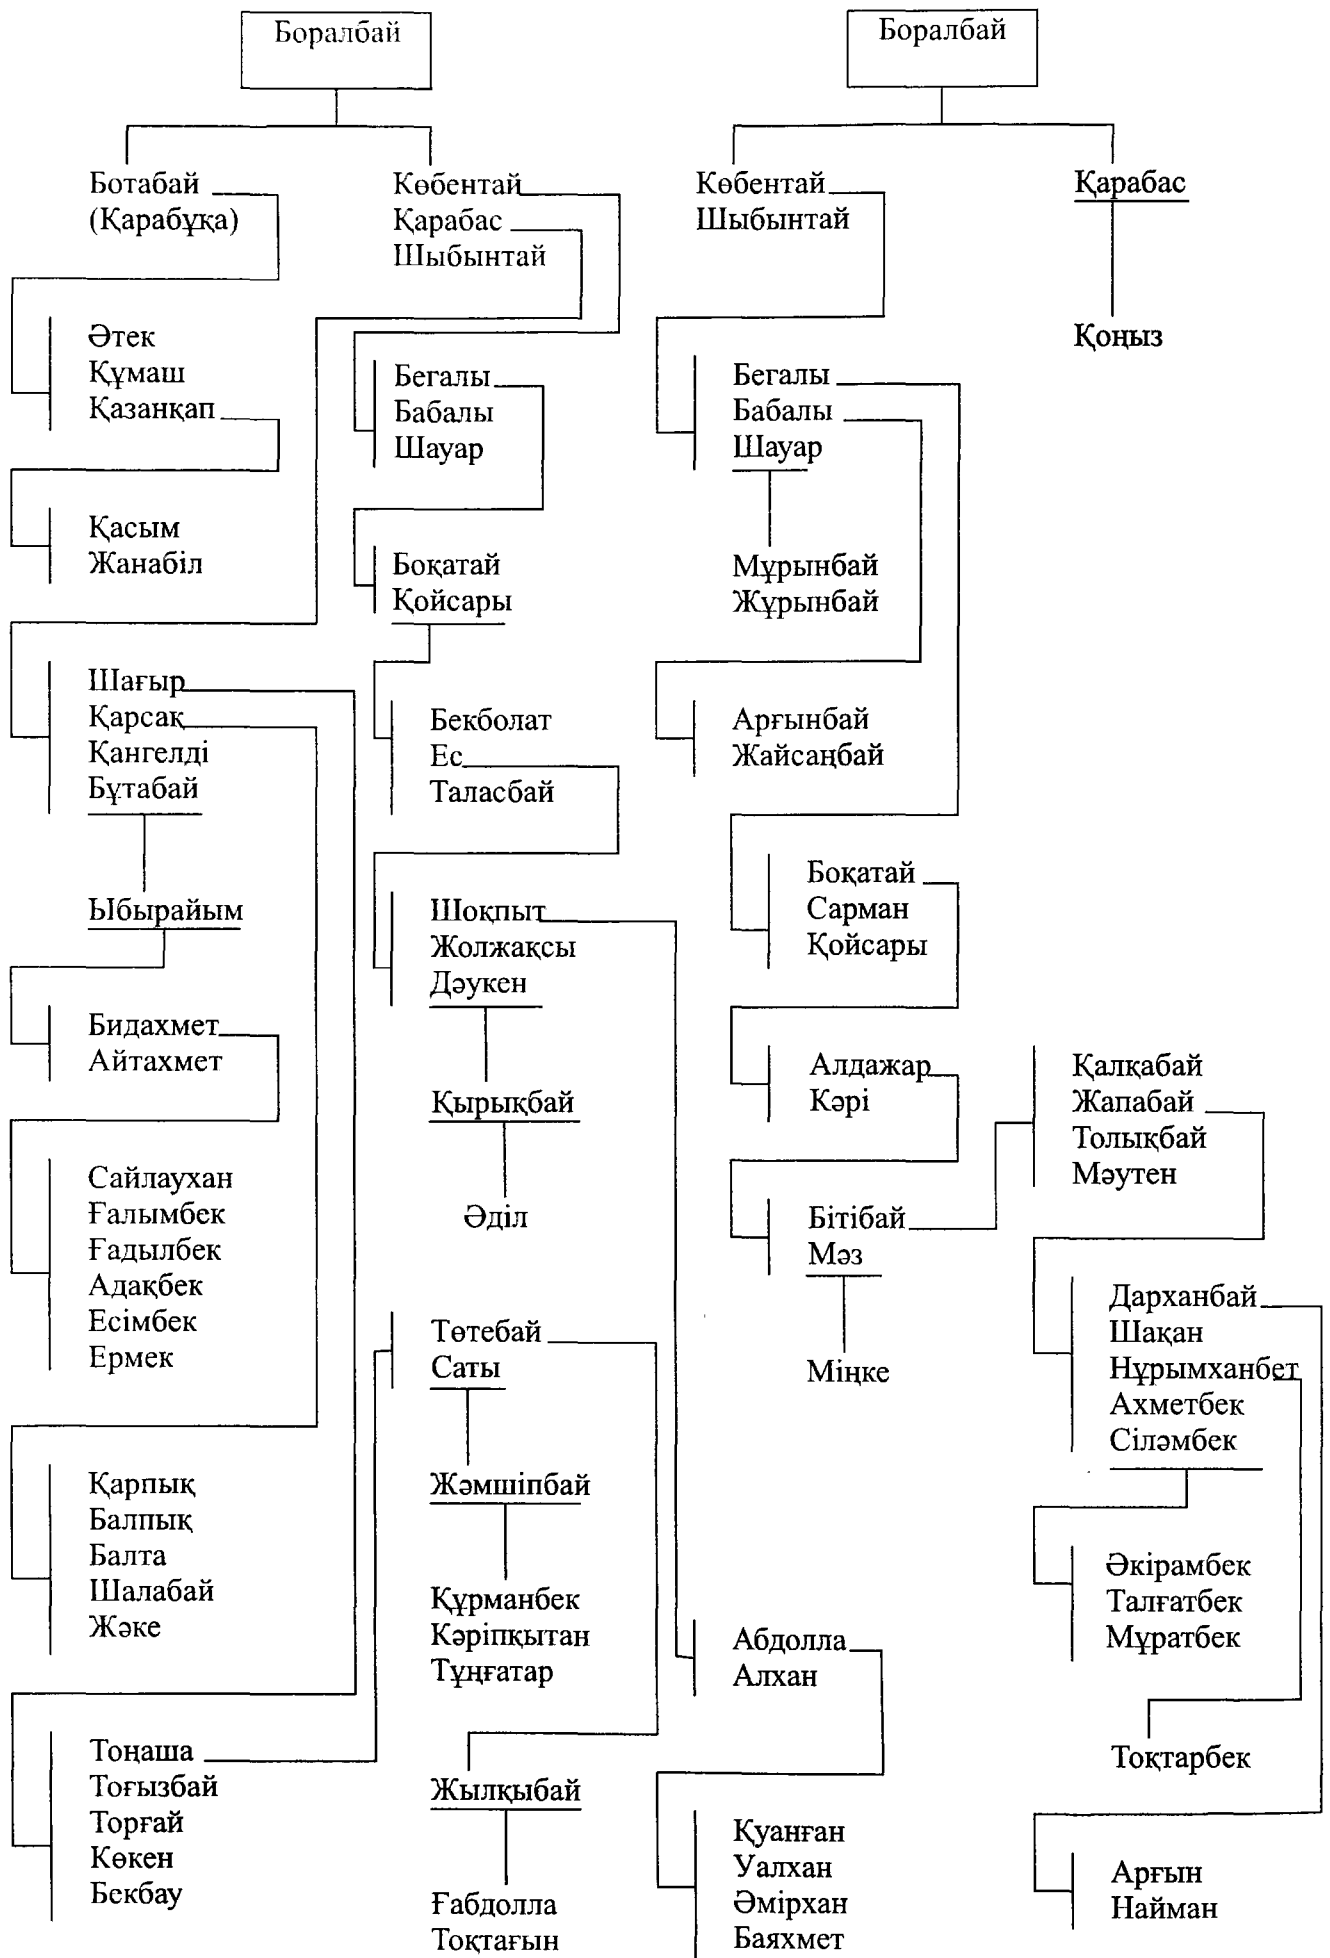 Боралбай
Ботабай
(Қарабұқа)
Көбентай
Қарабас
Шыбынтай
Әтек
Құмаш
Қазанқап
Бегалы
Бабалы
Шауар
Қасым
Жанабіл
Боқатай
Қойсары
Шағыр
Қарсақ
Қангелді
Бұтабай
Бекболат
Ес
Таласбай
Ыбырайым
Шоқпыт
Жолжақсы
Дәукен
Бидахмет
Айтахмет
Қырықбай
Әділ
Сайлаухан
Ғалымбек
Ғадылбек
Адақбек
Есімбек
Ермек
Төтебай
Саты
Жәмшіпбай
Қарпық
Балпық
Балта
Шалабай
Жәке
Құрманбек
Кәріпқытан
Тұңғатар
Тоңаша
Тоғызбай
Торғай
Көкен
Бекбау
Жылқыбай
Ғабдолла
Тоқтағын
Боралбай
Көбентай
Шыбынтай
Қарабас
Қоңыз
Бегалы
Бабалы
Шауар
Мұрынбай
Жұрынбай
Арғынбай
Жайсаңбай
Боқатай
Сарман
Қойсары
Алдажар
Кәрі
Қалқабай
Жапабай
Толықбай
Мәутен
Бітібай
Мәз
Міңке
Дарханбай
Шақан
Нұрымханбет
Ахметбек
Сіләмбек
Әкірамбек
Талғатбек
Мұратбек
Абдолла
Алхан
Тоқтарбек
Қуанған
Уалхан
Әмірхан
Баяхмет
Арғын
Найман